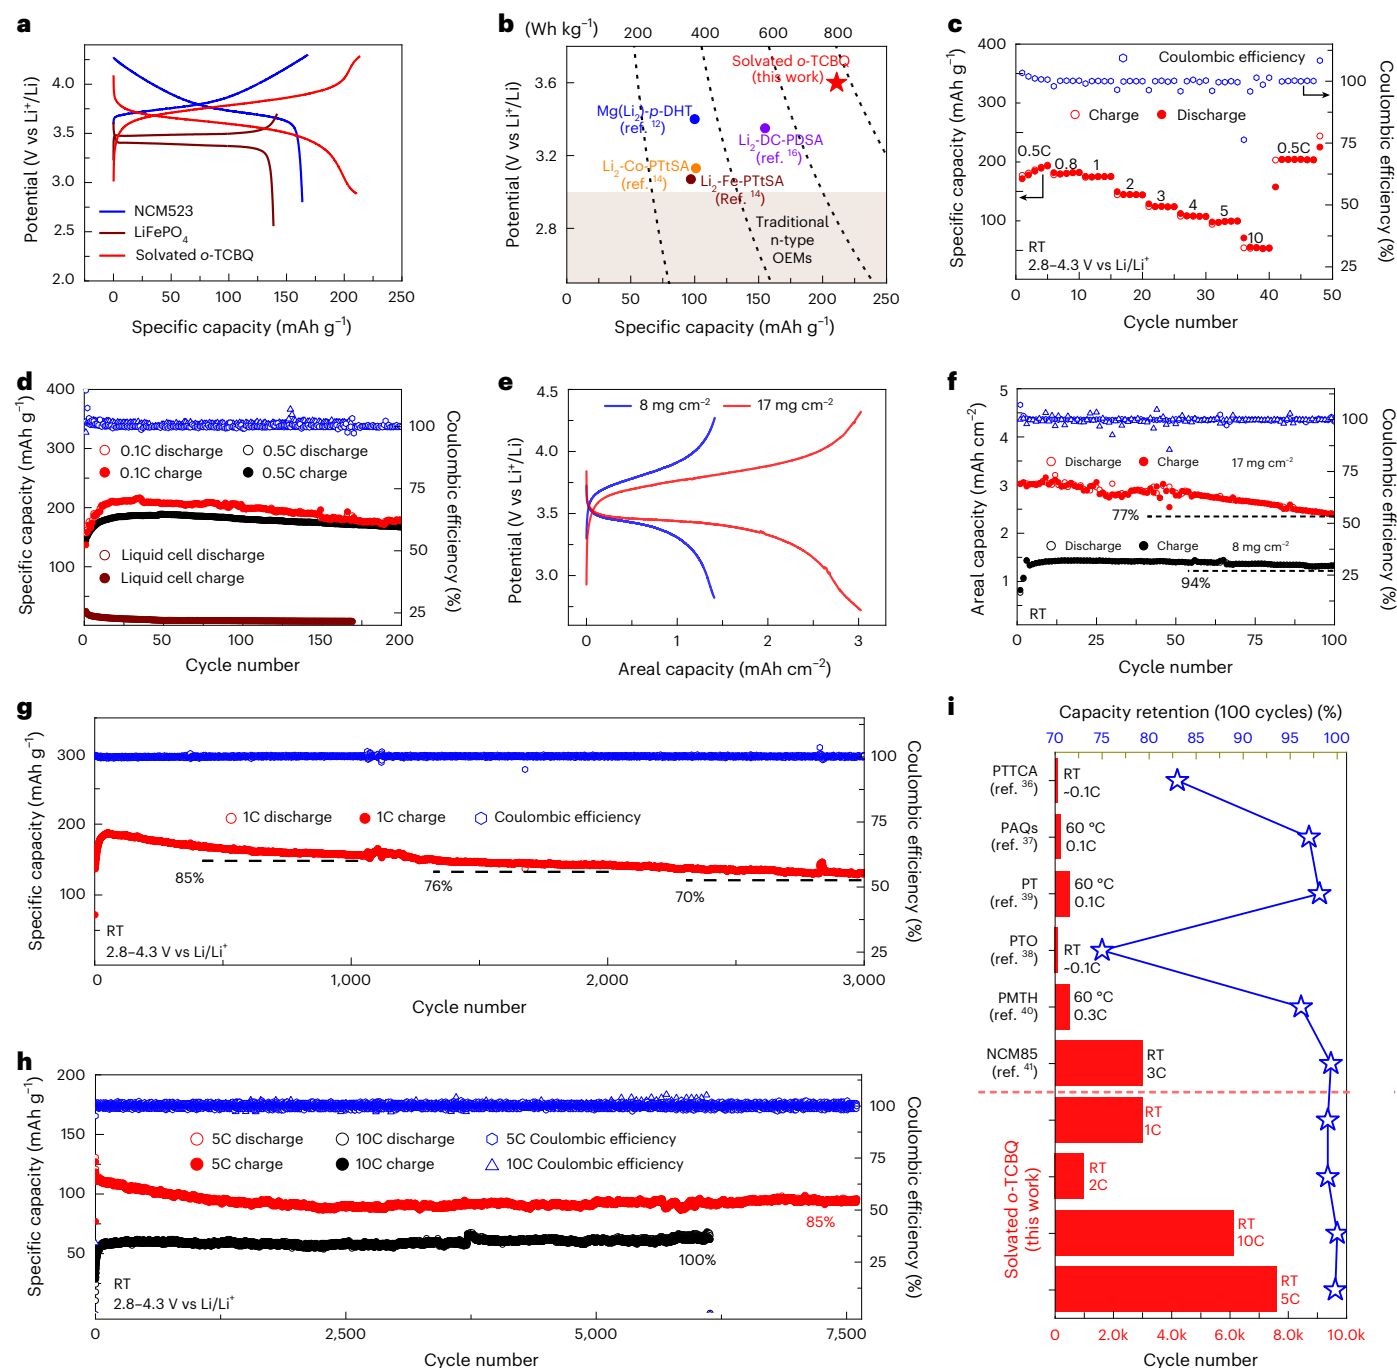 a
4.0
3.5
3.0
2.5
2.0
Potential (V vs Li⁺/Li)
NCM523
LiFePO₄
Solvated o-TCBQ
0
50
100
150
200
250
Specific capacity (mAh g⁻¹)
b
(Wh kg⁻¹)
200
400
600
800
3.6
3.2
2.8
Potential (V vs Li⁺/Li)
Solvated o-TCBQ
(this work)
Mg(Li₂)-p-DHT
(ref. ¹²)
Li₂-DC-PDSA
(ref. ¹⁶)
Li₂-Co-PTtSA
(ref. ¹⁴)
Li₂-Fe-PTtSA
(Ref. ¹⁴)
Traditional
n-type
OEMs
0
50
100
150
200
250
Specific capacity (mAh g⁻¹)
c
400
300
200
100
Specific capacity (mAh g⁻¹)
Coulombic efficiency
Charge
Discharge
0.5C
0.8
1
2
3
4
5
10
0.5C
RT
2.8–4.3 V vs Li/Li⁺
100
75
50
25
Coulombic efficiency (%)
0
10
20
30
40
50
Cycle number
d
400
300
200
100
Specific capacity (mAh g⁻¹)
0.1C discharge
0.5C discharge
0.1C charge
0.5C charge
Liquid cell discharge
Liquid cell charge
100
75
50
25
Coulombic efficiency
(%)
0
50
100
150
200
Cycle number
e
4.5
4.0
3.5
3.0
Potential (V vs Li⁺/Li)
8 mg cm⁻²
17 mg cm⁻²
0
1
2
3
Areal capacity (mAh cm⁻²)
f
5
4
3
2
1
Areal capacity (mAh cm⁻²)
Discharge
Charge
17 mg cm⁻²
77%
Discharge
Charge
8 mg cm⁻²
94%
RT
100
75
50
25
Coulombic efficiency (%)
0
25
50
75
100
Cycle number
g
300
200
100
Specific capacity (mAh g⁻¹)
1C discharge
1C charge
Coulombic efficiency
85%
76%
70%
RT
2.8–4.3 V vs Li/Li⁺
100
75
50
25
Coulombic efficiency (%)
0
1,000
2,000
3,000
Cycle number
h
200
150
100
50
Specific capacity (mAh g⁻¹)
5C discharge
10C discharge
5C Coulombic efficiency
5C charge
10C charge
10C Coulombic efficiency
85%
100%
RT
2.8–4.3 V vs Li/Li⁺
100
75
50
25
Coulombic efficiency (%)
0
2,500
5,000
7,500
Cycle number
i
Capacity retention (100 cycles) (%)
70
75
80
85
90
95
100
PTTCA
(ref. ³⁶)
RT
~0.1C
PAQs
(ref. ³⁷)
60 °C
0.1C
PT
(ref. ³⁹)
60 °C
0.1C
PTO
(ref. ³⁸)
RT
~0.1C
PMTH
(ref. ⁴⁰)
60 °C
0.3C
NCM85
(ref. ⁴¹)
RT
3C
Solvated o-TCBQ
(this work)
RT
1C
RT
2C
RT
10C
RT
5C
0
2.0k
4.0k
6.0k
8.0k
10.0k
Cycle number